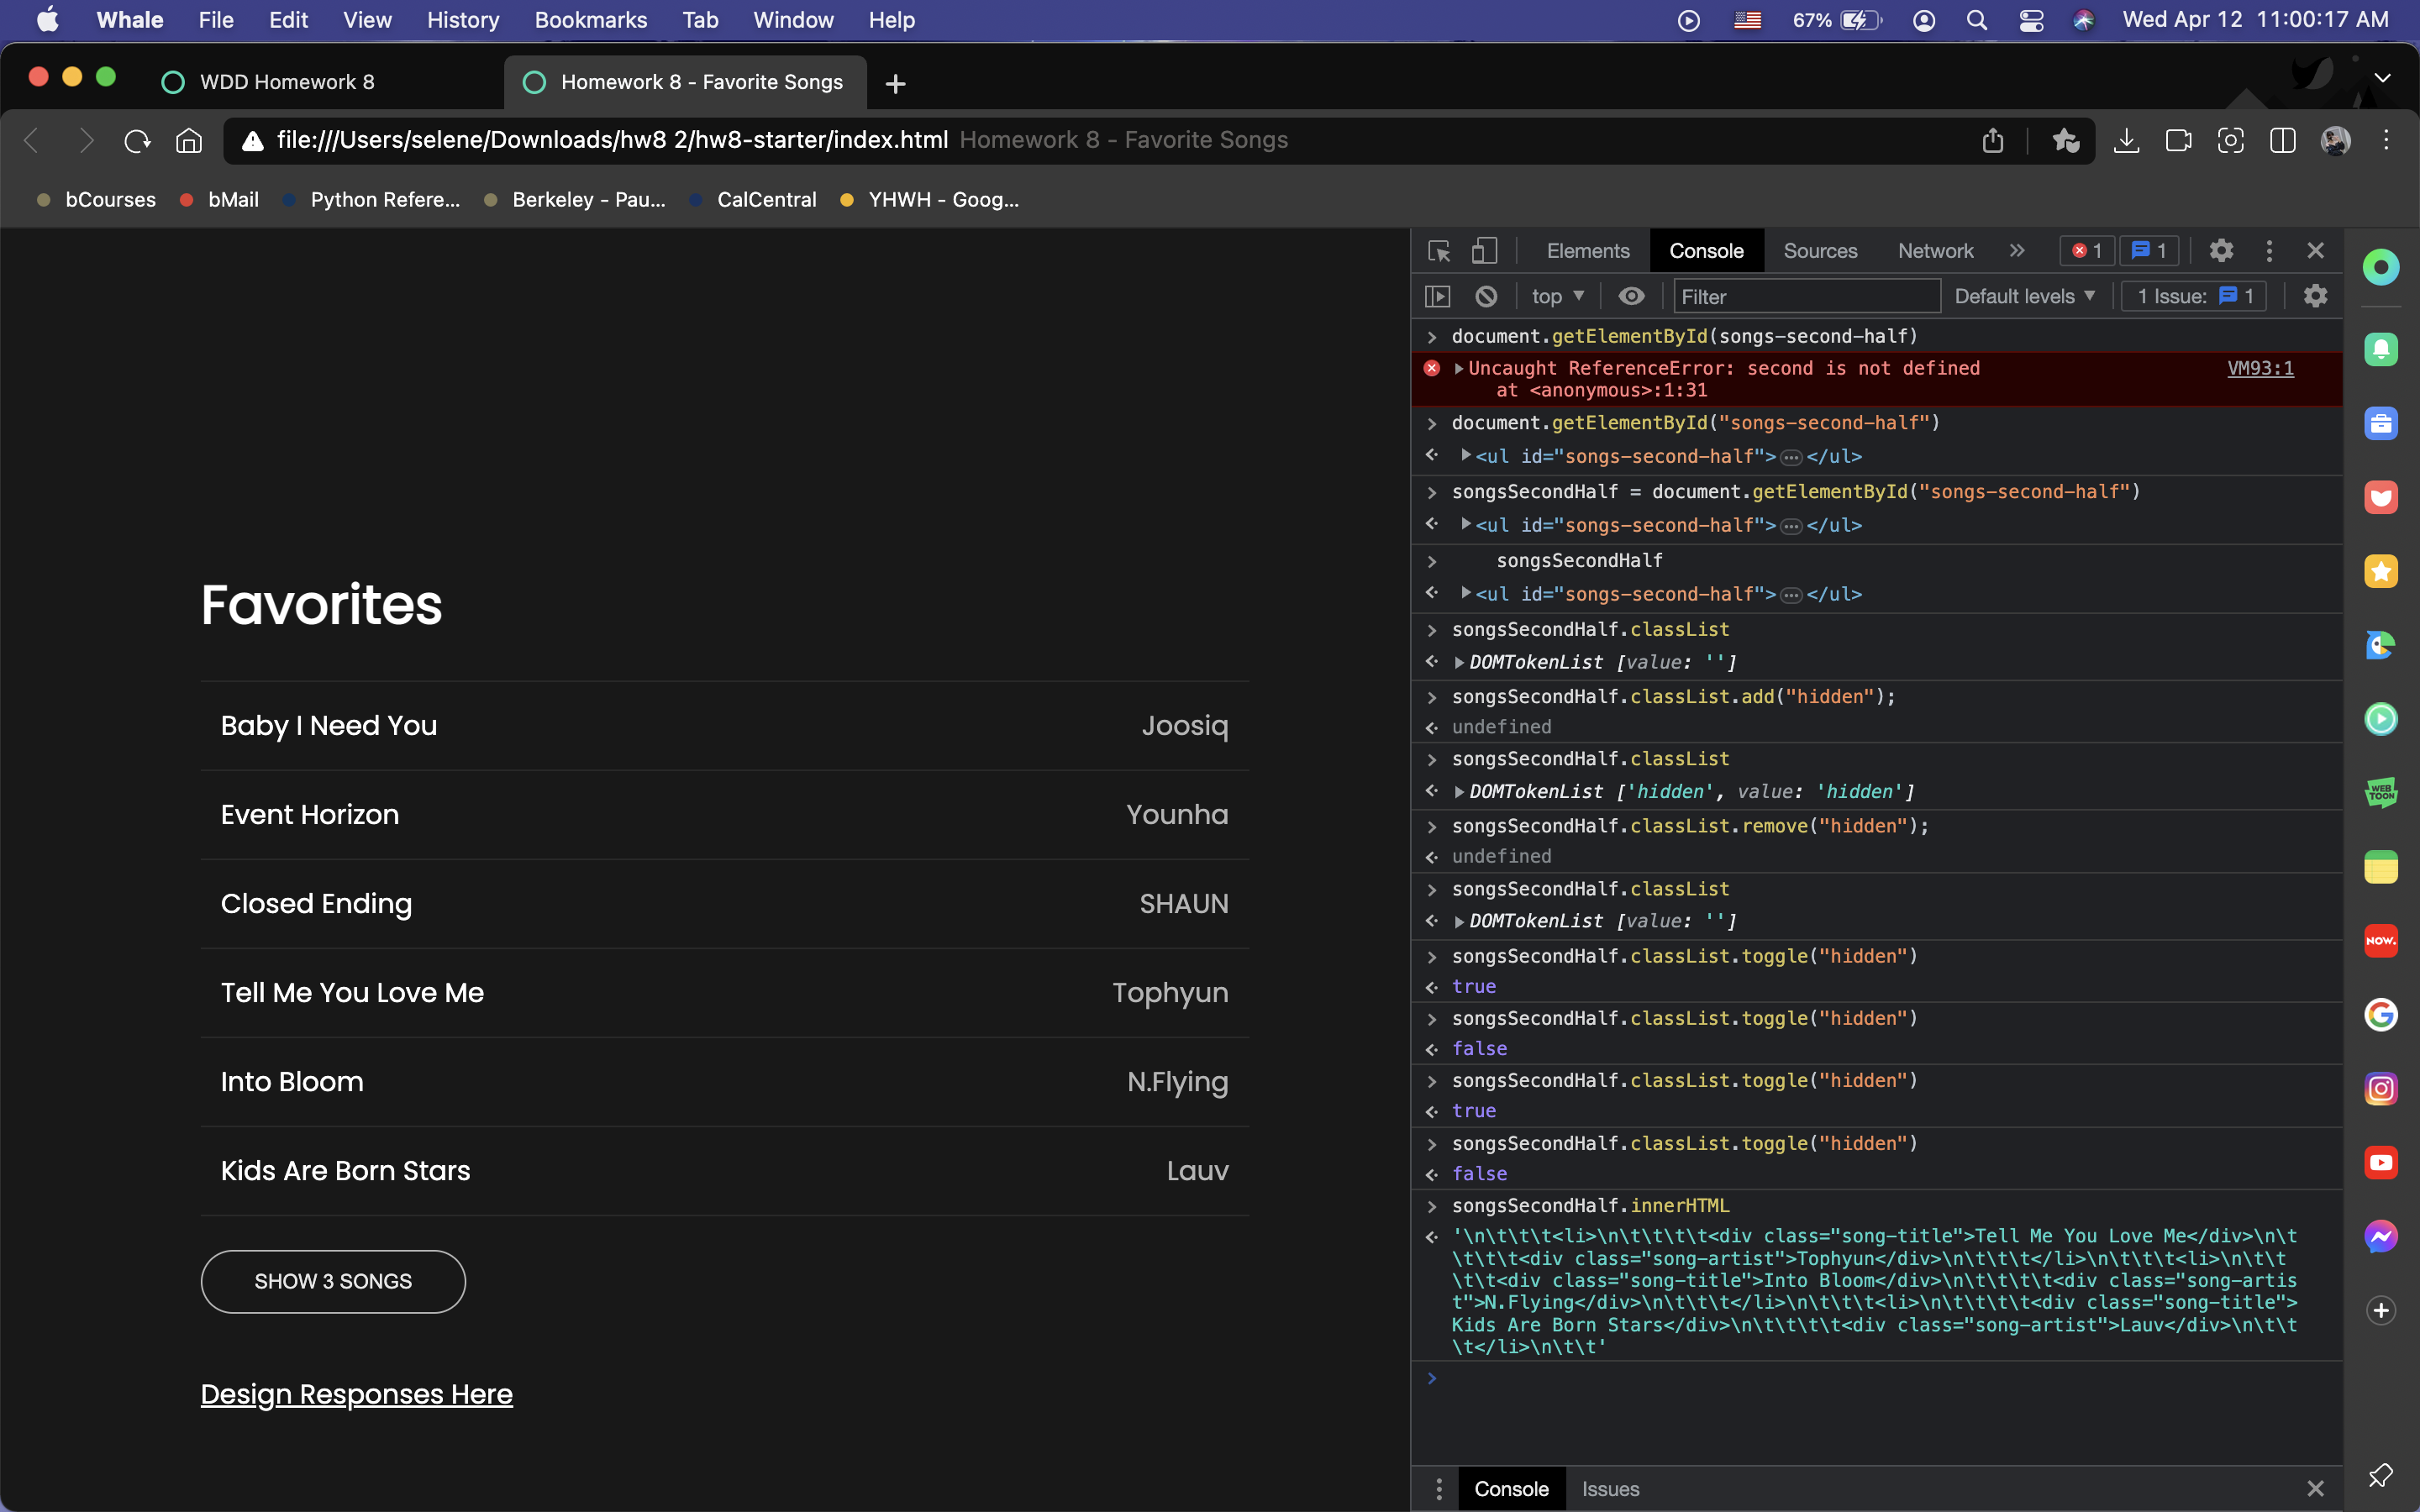 Whale File Edit View History Bookmarks Tab Window Help 67% Wed Apr 12 11:00:17 AM
WDD Homework 8 Homework 8 - Favorite Songs
file:///Users/selene/Downloads/hw8 2/hw8-starter/index.html Homework 8 - Favorite Songs
bCourses bMail Python Refere... Berkeley - Pau... CalCentral YHWH - Goog...
Favorites
Baby I Need You Joosiq
Event Horizon Younha
Closed Ending SHAUN
Tell Me You Love Me Tophyun
Into Bloom N.Flying
Kids Are Born Stars Lauv
SHOW 3 SONGS
Design Responses Here
Elements Console Sources Network 1 1
top Filter Default levels 1 Issue: 1
document.getElementById(songs-second-half)
Uncaught ReferenceError: second is not defined VM93:1
at <anonymous>:1:31
document.getElementById("songs-second-half")
<ul id="songs-second-half">…</ul>
songsSecondHalf = document.getElementById("songs-second-half")
<ul id="songs-second-half">…</ul>
songsSecondHalf
<ul id="songs-second-half">…</ul>
songsSecondHalf.classList
DOMTokenList [value: '']
songsSecondHalf.classList.add("hidden");
undefined
songsSecondHalf.classList
DOMTokenList ['hidden', value: 'hidden']
songsSecondHalf.classList.remove("hidden");
undefined
songsSecondHalf.classList
DOMTokenList [value: '']
songsSecondHalf.classList.toggle("hidden")
true
songsSecondHalf.classList.toggle("hidden")
false
songsSecondHalf.classList.toggle("hidden")
true
songsSecondHalf.classList.toggle("hidden")
false
songsSecondHalf.innerHTML
'\n\t\t\t<li>\n\t\t\t\t<div class="song-title">Tell Me You Love Me</div>\n\t
\t\t\t<div class="song-artist">Tophyun</div>\n\t\t\t</li>\n\t\t\t<li>\n\t\t
\t\t<div class="song-title">Into Bloom</div>\n\t\t\t\t<div class="song-artis
t">N.Flying</div>\n\t\t\t</li>\n\t\t\t<li>\n\t\t\t\t<div class="song-title">
Kids Are Born Stars</div>\n\t\t\t\t<div class="song-artist">Lauv</div>\n\t\t
\t</li>\n\t\t'
Console Issues
WEB
TOON
NOW.